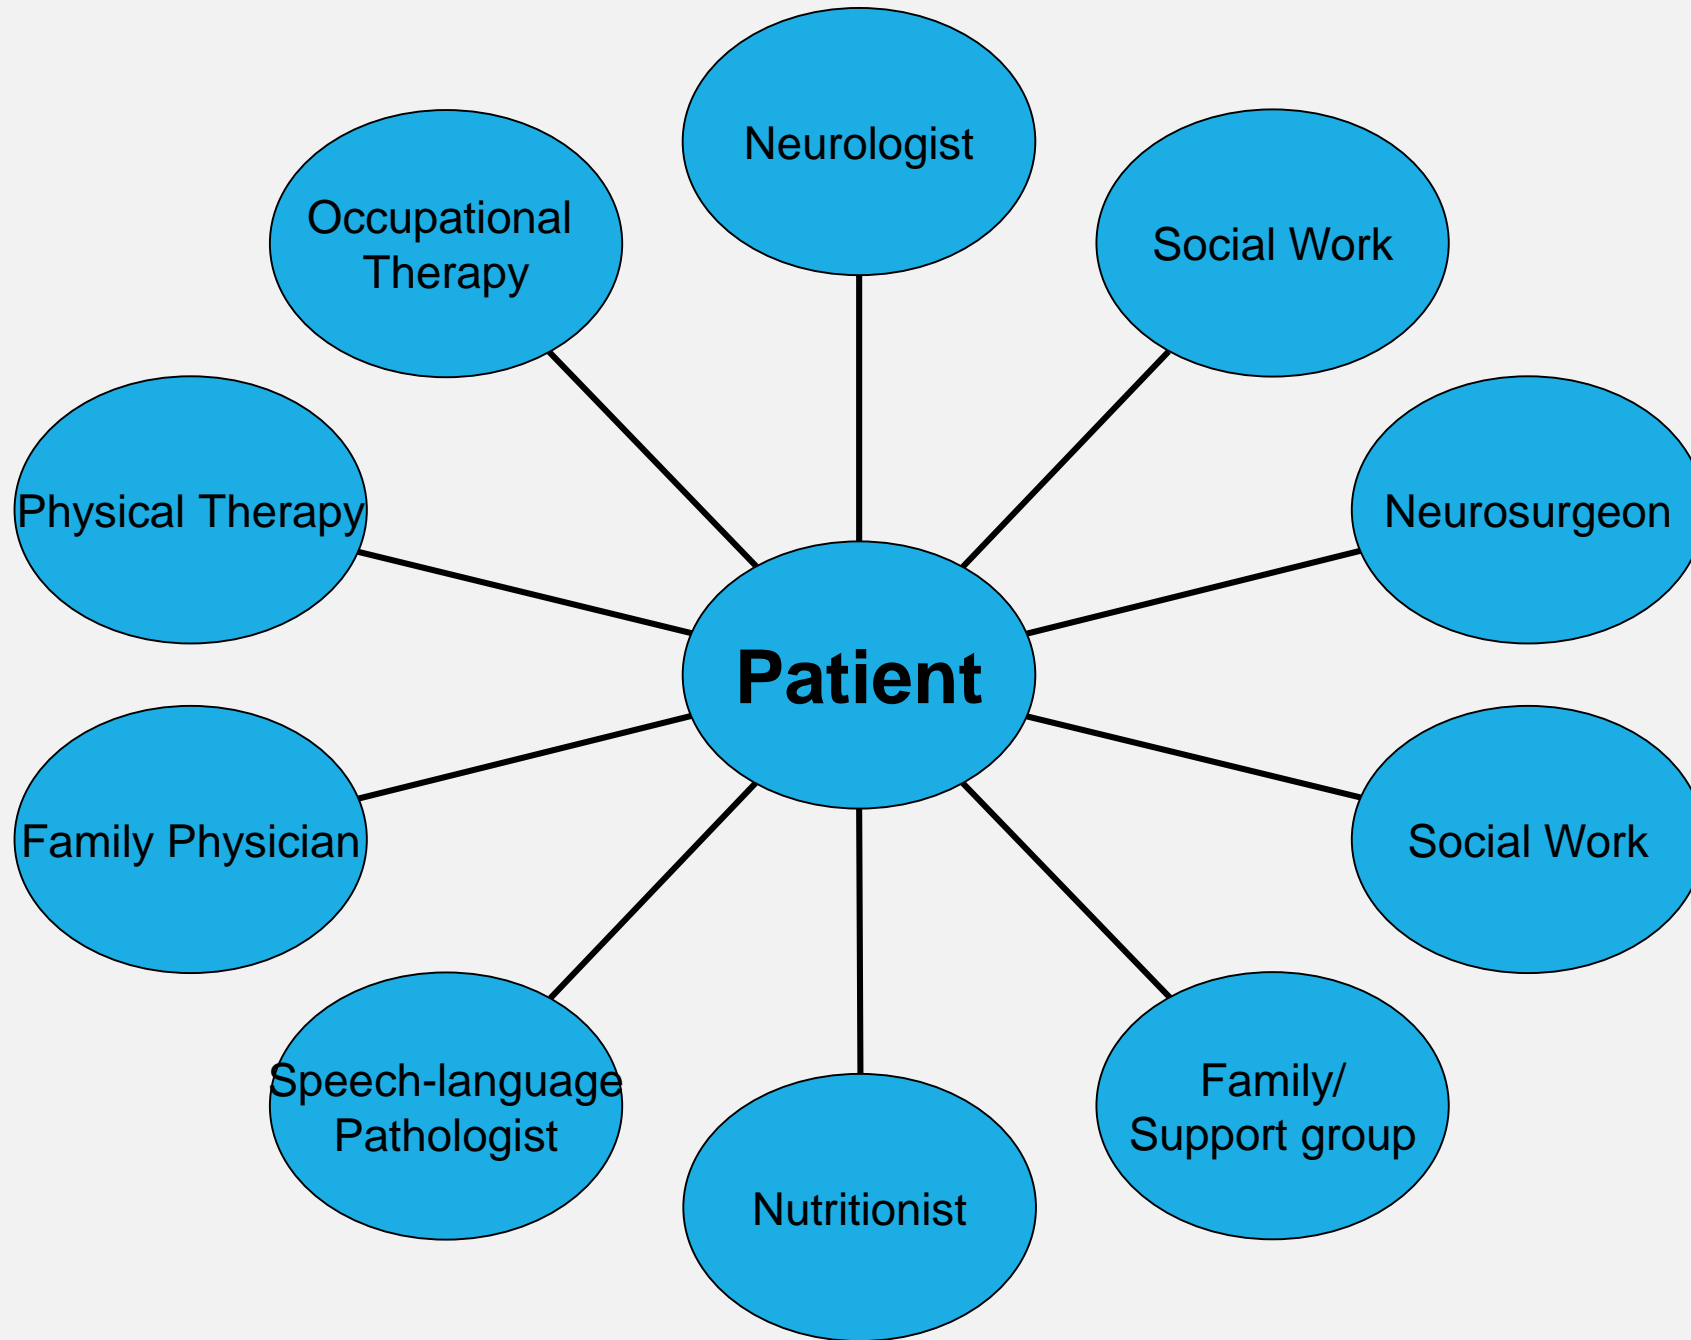 Neurologist
Occupational
Therapy
Social Work
Physical Therapy
Neurosurgeon
Patient
Family Physician
Social Work
Speech-language
Pathologist
Family/
Support group
Nutritionist